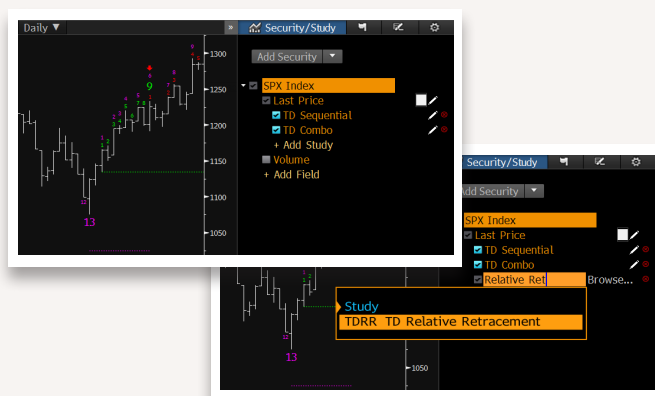 Daily ▼
» Security/Study
Add Security ▼
SPX Index
Last Price
TD Sequential
TD Combo
+ Add Study
Volume
+ Add Field
1300
1250
1200
1150
1100
1050
9
12
13
Security/Study
Add Security ▼
SPX Index
Last Price
TD Sequential
TD Combo
Relative Ret Browse...
Study
TDRR TD Relative Retracement
12
13
1050